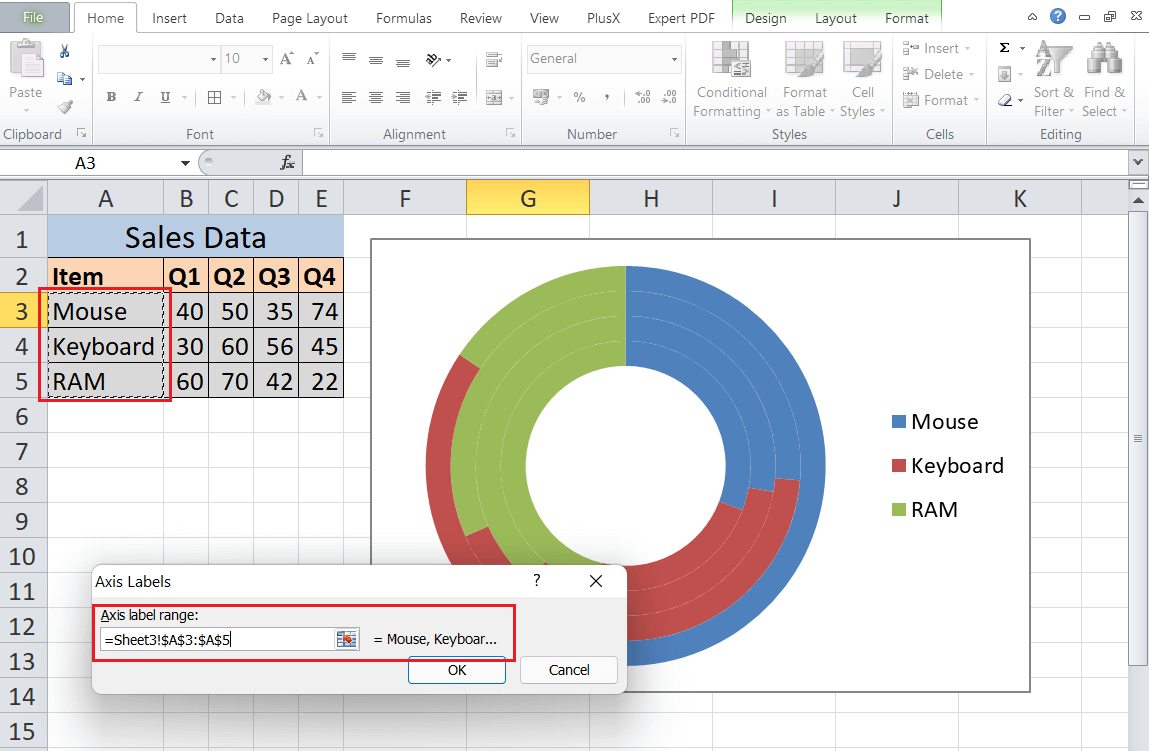 File Home Insert Data Page Layout Formulas Review View PlusX Expert PDF Design Layout Format ?
Paste
Clipboard
10 A A
B I U A
Font
Alignment
General
% ,
.00 .0
Number
Conditional Formatting
Format as Table
Cell Styles
Styles
Insert
Delete
Format
Cells
Σ
Sort & Filter
Find & Select
Editing
A3 fx
A B C D E F G H I J K
1 Sales Data
2 Item Q1 Q2 Q3 Q4
3 Mouse 40 50 35 74
4 Keyboard 30 60 56 45
5 RAM 60 70 42 22
6
7
8
9
10
11
12
13
14
15
Mouse
Keyboard
RAM
Axis Labels ?
Axis label range:
=Sheet3!$A$3:$A$5 = Mouse, Keyboar...
OK Cancel